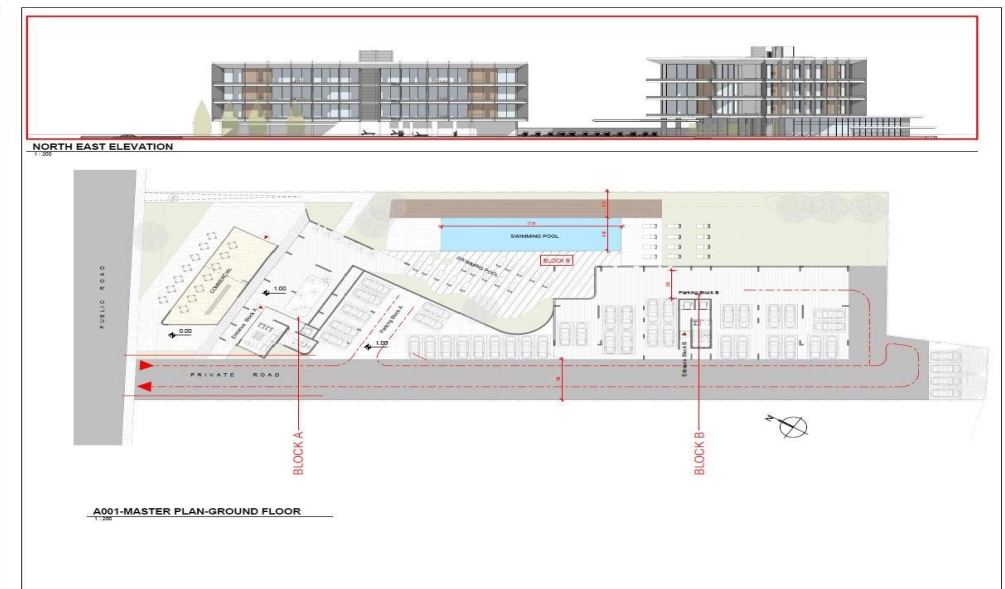 NORTH EAST ELEVATION
1 : 200
SWIMMING POOL
BLOCK B
SWIMMING POOL
COMMERCIAL
PUBLIC ROAD
1.00
0.00
Entrance Block A
Parking Block A
1.00
Parking Block B
Entrance Block B
PRIVATE ROAD
N
BLOCK A
BLOCK B
A001-MASTER PLAN-GROUND FLOOR
1 : 200